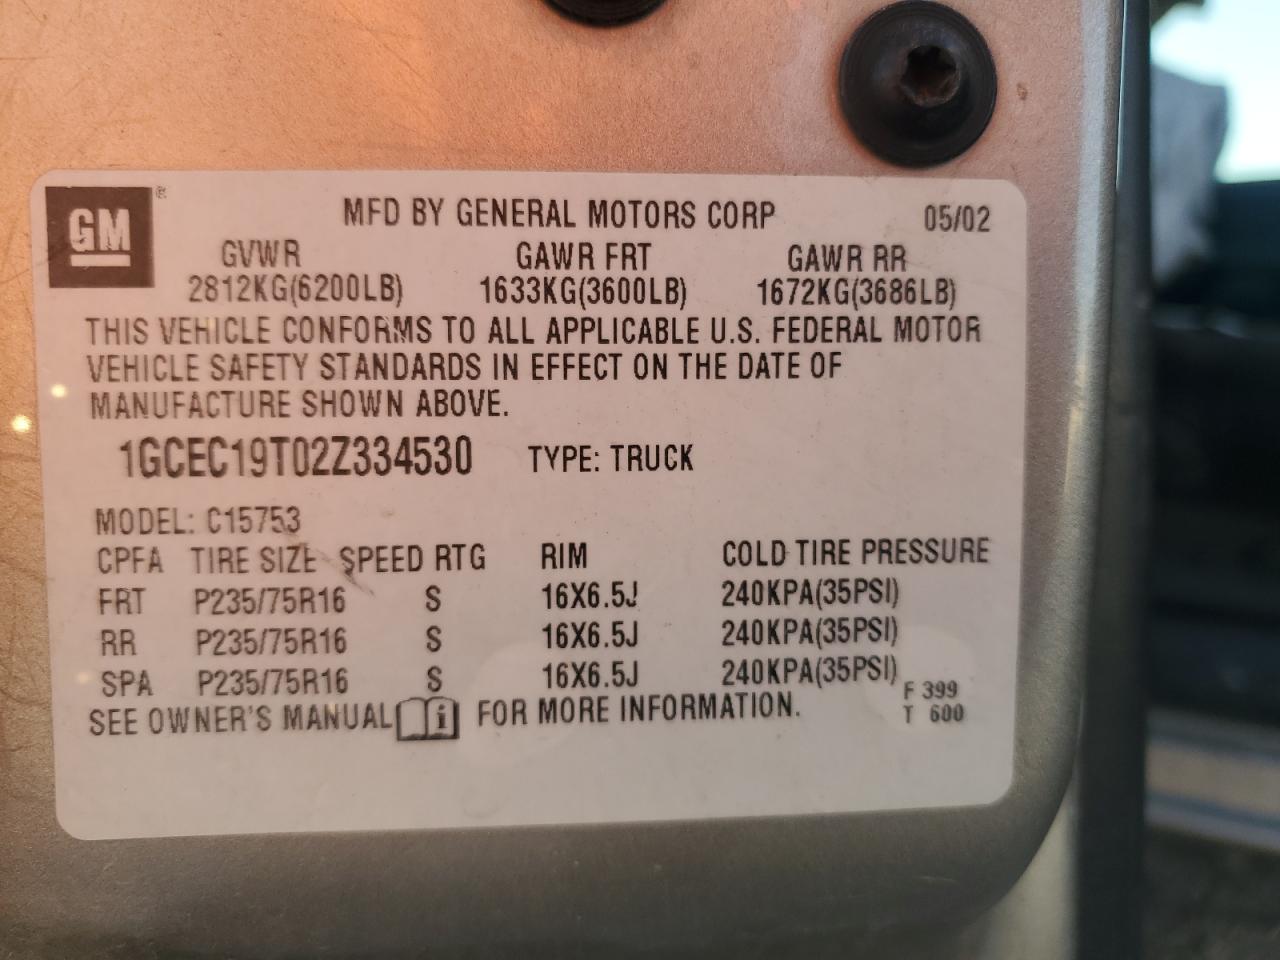 GM ®
MFD BY GENERAL MOTORS CORP 05/02
GVWR GAWR FRT GAWR RR
2812KG(6200LB) 1633KG(3600LB) 1672KG(3686LB)
THIS VEHICLE CONFORMS TO ALL APPLICABLE U.S. FEDERAL MOTOR
VEHICLE SAFETY STANDARDS IN EFFECT ON THE DATE OF
MANUFACTURE SHOWN ABOVE.
1GCEC19T02Z334530 TYPE: TRUCK
MODEL: C15753
CPFA TIRE SIZE SPEED RTG RIM COLD TIRE PRESSURE
FRT P235/75R16 S 16X6.5J 240KPA(35PSI)
RR P235/75R16 S 16X6.5J 240KPA(35PSI)
SPA P235/75R16 S 16X6.5J 240KPA(35PSI)
SEE OWNER'S MANUAL i FOR MORE INFORMATION.
F 399
T 600